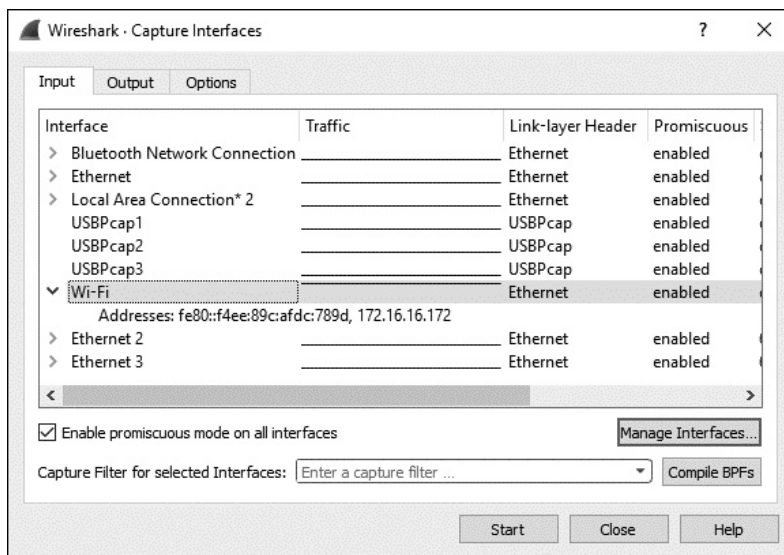 Wireshark · Capture Interfaces
Input Output Options
Interface Traffic Link-layer Header Promiscuous
Bluetooth Network Connection Ethernet enabled
Ethernet Ethernet enabled
Local Area Connection* 2 Ethernet enabled
USBPcap1 USBPcap enabled
USBPcap2 USBPcap enabled
USBPcap3 USBPcap enabled
Wi-Fi Ethernet enabled
Addresses: fe80::f4ee:89c:afdc:789d, 172.16.16.172
Ethernet 2 Ethernet enabled
Ethernet 3 Ethernet enabled
Enable promiscuous mode on all interfaces Manage Interfaces...
Capture Filter for selected Interfaces: Enter a capture filter ... Compile BPFs
Start Close Help